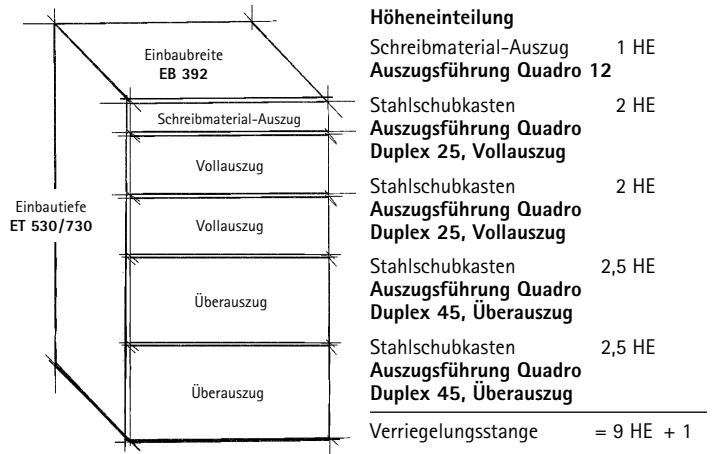 Einbaubreite
EB 392
Schreibmaterial-Auszug
Vollauszug
Vollauszug
Überauszug
Überauszug
Einbautiefe
ET 530/730
Höheneinteilung
Schreibmaterial-Auszug 1 HE
Auszugsführung Quadro 12
Stahlschubkasten 2 HE
Auszugsführung Quadro
Duplex 25, Vollauszug
Stahlschubkasten 2 HE
Auszugsführung Quadro
Duplex 25, Vollauszug
Stahlschubkasten 2,5 HE
Auszugsführung Quadro
Duplex 45, Überauszug
Stahlschubkasten 2,5 HE
Auszugsführung Quadro
Duplex 45, Überauszug
Verriegelungsstange = 9 HE + 1